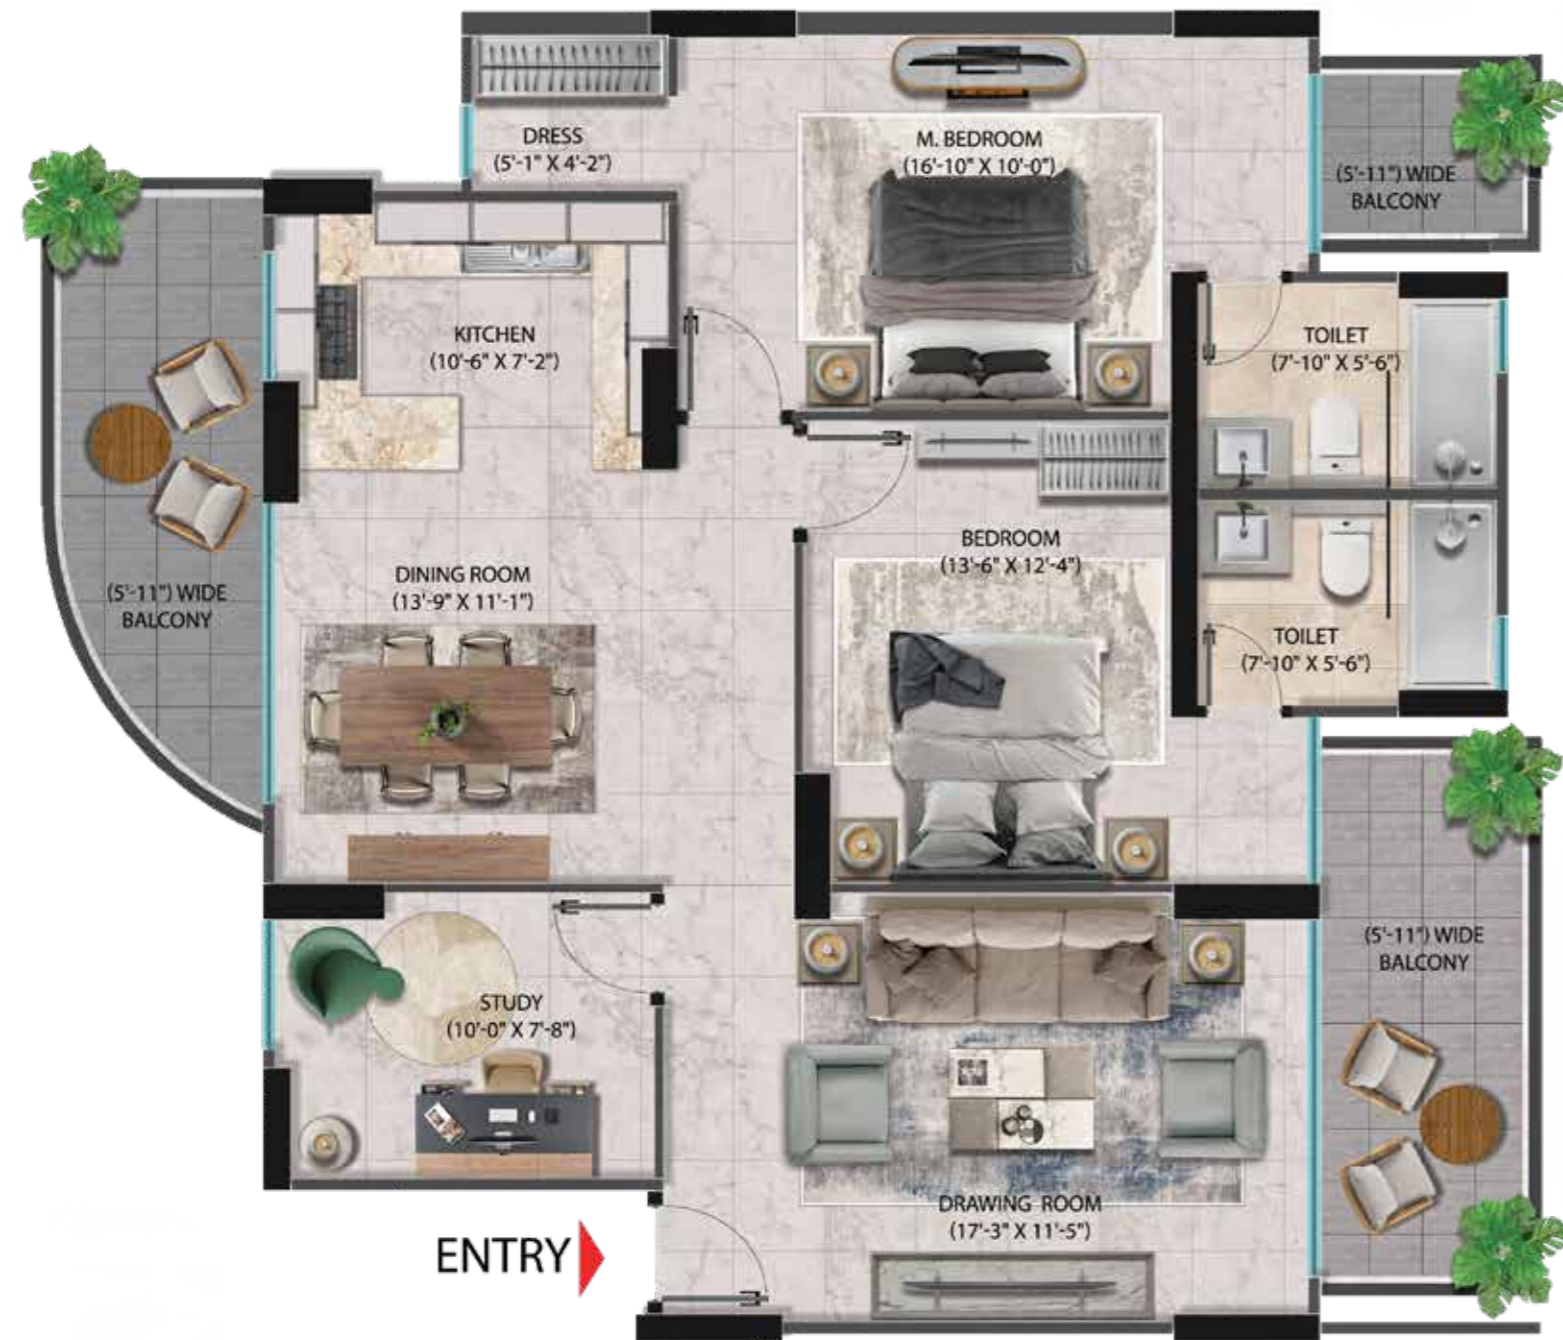 DRESS
(5'-1" X 4'-2")
M. BEDROOM
(16'-10" X 10'-0")
(5'-11") WIDE
BALCONY
KITCHEN
(10'-6" X 7'-2")
TOILET
(7'-10" X 5'-6")
BEDROOM
(13'-6" X 12'-4")
DINING ROOM
(13'-9" X 11'-1")
(5'-11") WIDE
BALCONY
TOILET
(7'-10" X 5'-6")
(5'-11") WIDE
BALCONY
STUDY
(10'-0" X 7'-8")
DRAWING ROOM
(17'-3" X 11'-5")
ENTRY